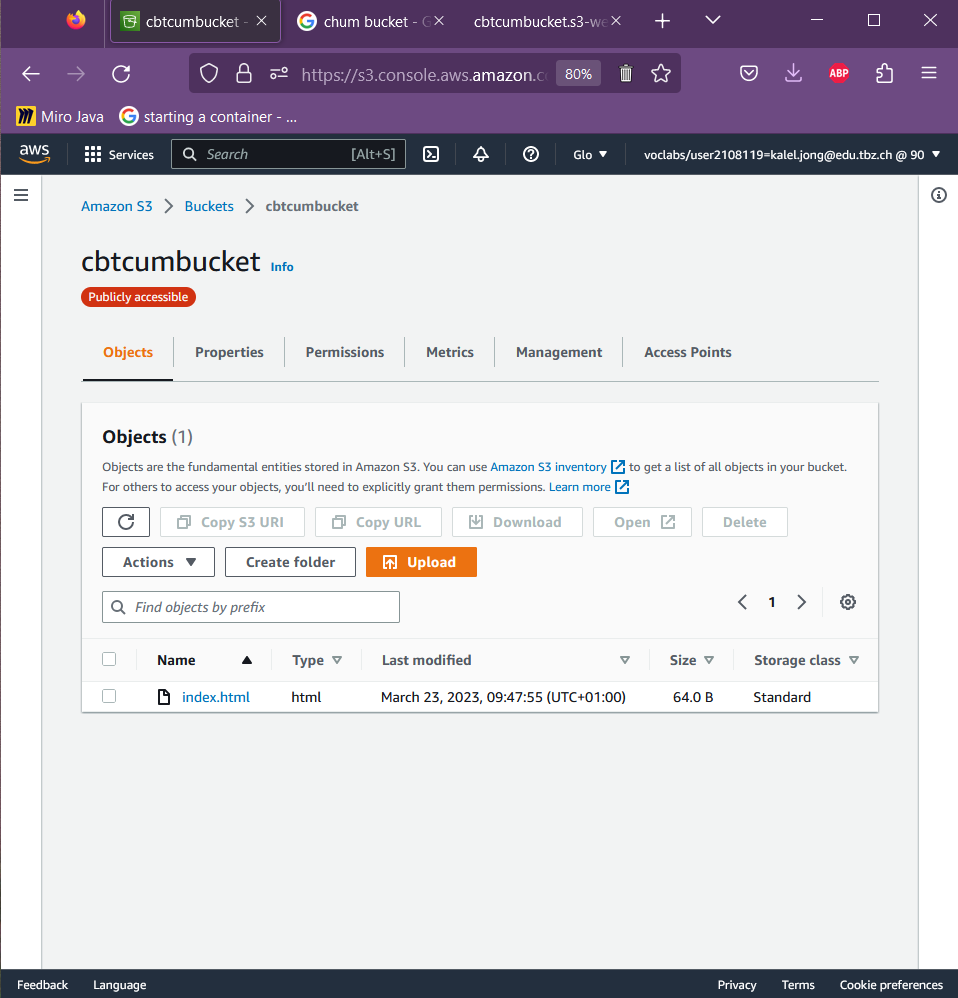 cbtcumbucket -
chum bucket - G
cbtcumbucket.s3-we
https://s3.console.aws.amazon.c
80%
ABP
Miro Java
starting a container - ...
aws
Services
Search
[Alt+S]
Glo
voclabs/user2108119=kalel.jong@edu.tbz.ch @ 90
Amazon S3
Buckets
cbtcumbucket
cbtcumbucket
Info
Publicly accessible
Objects
Properties
Permissions
Metrics
Management
Access Points
Objects (1)
Objects are the fundamental entities stored in Amazon S3. You can use Amazon S3 inventory to get a list of all objects in your bucket.
For others to access your objects, you'll need to explicitly grant them permissions. Learn more
Copy S3 URI
Copy URL
Download
Open
Delete
Actions
Create folder
Upload
Find objects by prefix
1
Name
Type
Last modified
Size
Storage class
index.html
html
March 23, 2023, 09:47:55 (UTC+01:00)
64.0 B
Standard
Feedback
Language
Privacy
Terms
Cookie preferences